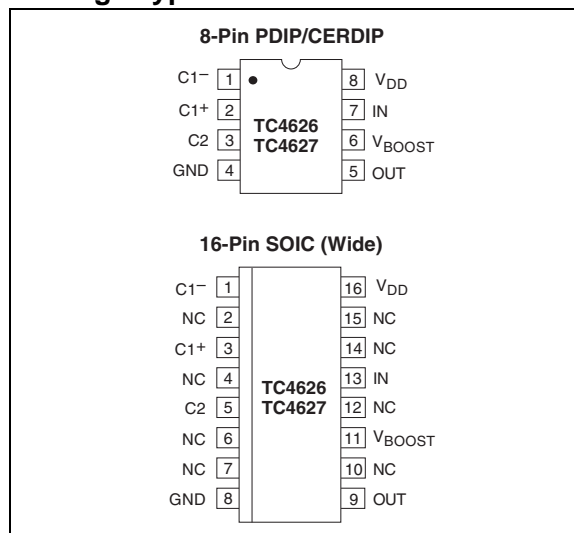 8-Pin PDIP/CERDIP
C1– 1 8 VDD
C1+ 2 7 IN
C2 3 6 VBOOST
GND 4 5 OUT
TC4626
TC4627
16-Pin SOIC (Wide)
C1– 1 16 VDD
NC 2 15 NC
C1+ 3 14 NC
NC 4 13 IN
C2 5 12 NC
NC 6 11 VBOOST
NC 7 10 NC
GND 8 9 OUT
TC4626
TC4627